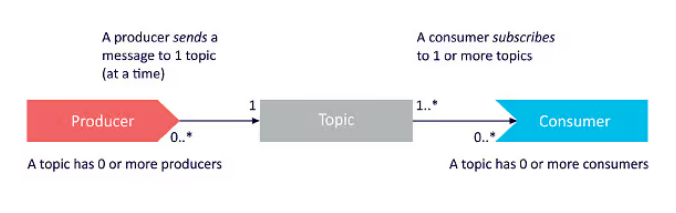 A producer sends a
message to 1 topic
(at a time)
A consumer subscribes
to 1 or more topics
Producer
0..*
1
Topic
1..*
0..*
Consumer
A topic has 0 or more producers
A topic has 0 or more consumers